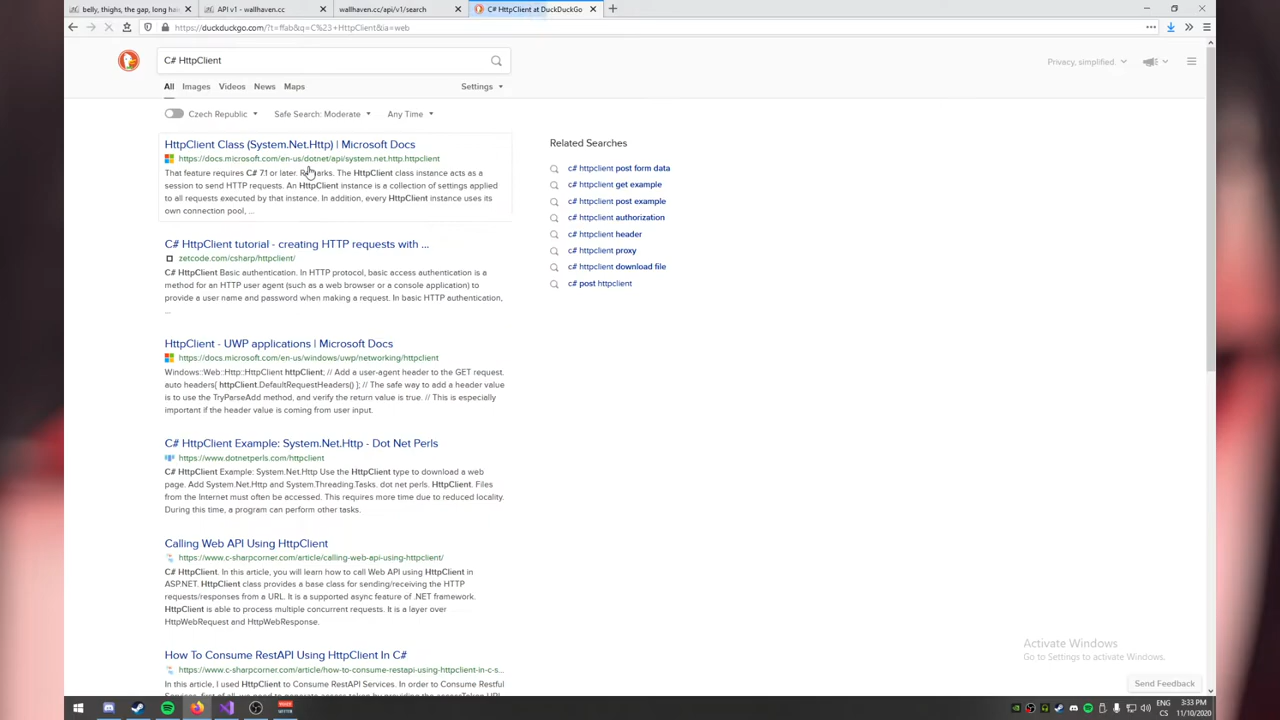 belly, thighs, the gap, long hair
API v1 - wallhaven.cc
wallhaven.cc/api/v1/search
C# HttpClient at DuckDuckGo
https://duckduckgo.com/?t=ffab&q=C%23+HttpClient&ia=web
C# HttpClient
Privacy, simplified.
All Images Videos News Maps Settings
Czech Republic Safe Search: Moderate Any Time
HttpClient Class (System.Net.Http) | Microsoft Docs
https://docs.microsoft.com/en-us/dotnet/api/system.net.http.httpclient
That feature requires C# 7.1 or later. Remarks. The HttpClient class instance acts as a
session to send HTTP requests. An HttpClient instance is a collection of settings applied
to all requests executed by that instance. In addition, every HttpClient instance uses its
own connection pool, ...
C# HttpClient tutorial - creating HTTP requests with ...
zetcode.com/csharp/httpclient/
C# HttpClient Basic authentication. In HTTP protocol, basic access authentication is a
method for an HTTP user agent (such as a web browser or a console application) to
provide a user name and password when making a request. In basic HTTP authentication,
...
HttpClient - UWP applications | Microsoft Docs
https://docs.microsoft.com/en-us/windows/uwp/networking/httpclient
Windows::Web::Http::HttpClient httpClient; // Add a user-agent header to the GET request.
auto headers{ httpClient.DefaultRequestHeaders() }; // The safe way to add a header value
is to use the TryParseAdd method, and verify the return value is true. // This is especially
important if the header value is coming from user input.
C# HttpClient Example: System.Net.Http - Dot Net Perls
https://www.dotnetperls.com/httpclient
C# HttpClient Example: System.Net.Http Use the HttpClient type to download a web
page. Add System.Net.Http and System.Threading.Tasks. dot net perls. HttpClient. Files
from the Internet must often be accessed. This requires more time due to reduced locality.
During this time, a program can perform other tasks.
Calling Web API Using HttpClient
https://www.c-sharpcorner.com/article/calling-web-api-using-httpclient/
C# HttpClient. In this article, you will learn how to call Web API using HttpClient in
ASP.NET. HttpClient class provides a base class for sending/receiving the HTTP
requests/responses from a URL. It is a supported async feature of .NET framework.
HttpClient is able to process multiple concurrent requests. It is a layer over
HttpWebRequest and HttpWebResponse.
How To Consume RestAPI Using HttpClient In C#
https://www.c-sharpcorner.com/article/how-to-consume-restapi-using-httpclient-in-c-s...
In this article, I used HttpClient to Consume RestAPI Services. In order to Consume Restful
Related Searches
c# httpclient post form data
c# httpclient get example
c# httpclient post example
c# httpclient authorization
c# httpclient header
c# httpclient proxy
c# httpclient download file
c# post httpclient
Activate Windows
Go to Settings to activate Windows.
Send Feedback
ENG
CS
3:33 PM
11/10/2020